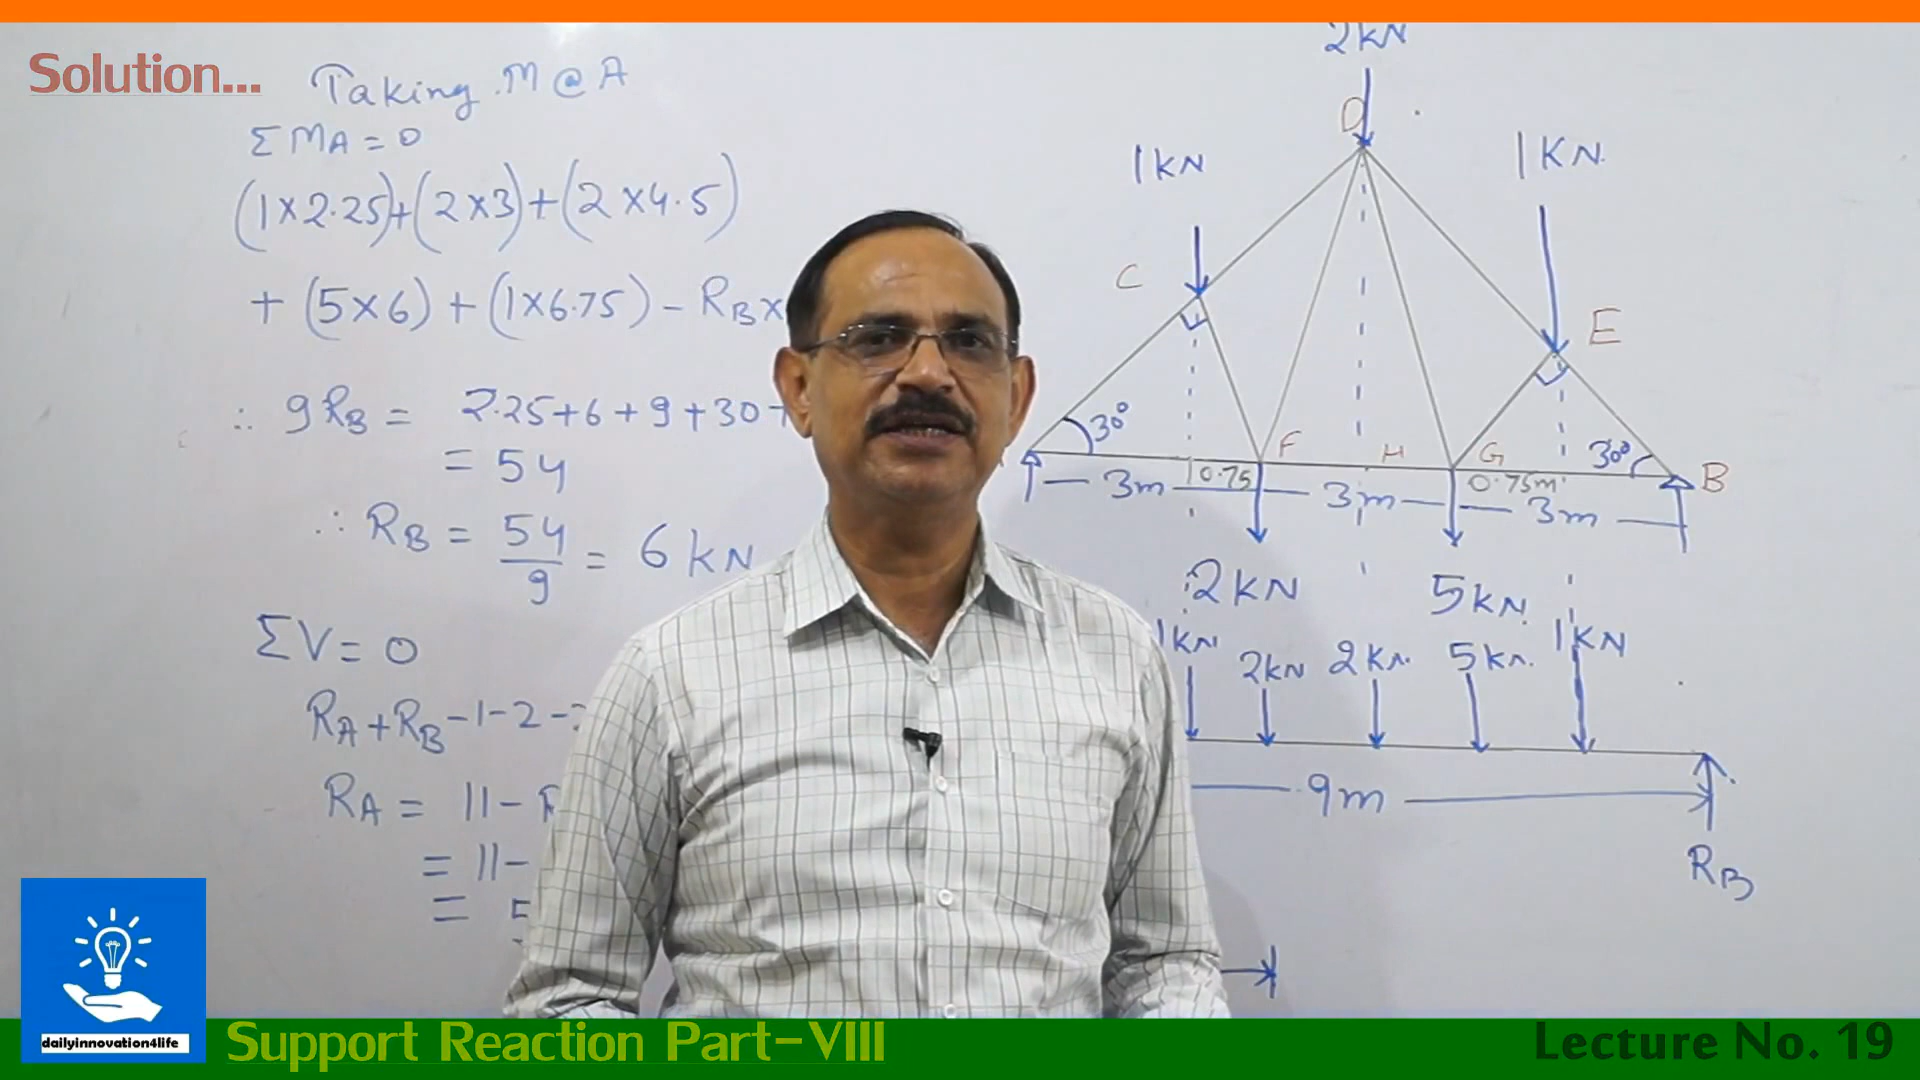 Solution...
Taking M @ A
ΣMA = 0
(1×2.25)+(2×3)+(2×4.5)
+ (5×6) + (1×6.75) - RB×
∴ 9RB = 2.25+6+9+30+
= 54
∴ RB = 54/9 = 6 kN
ΣV = 0
RA+RB-1-2-
RA = 11-
= 11-
= 5
2kN
D
1kN
1KN
C
E
30°
F
H
G
30°
B
3m
0.75
3m
0.75m
3m
2KN
5KN
1KN
2KN
2KN
5KN
1KN
9m
RB
dailyinnovation4life
Support Reaction Part-VIII
Lecture No. 19